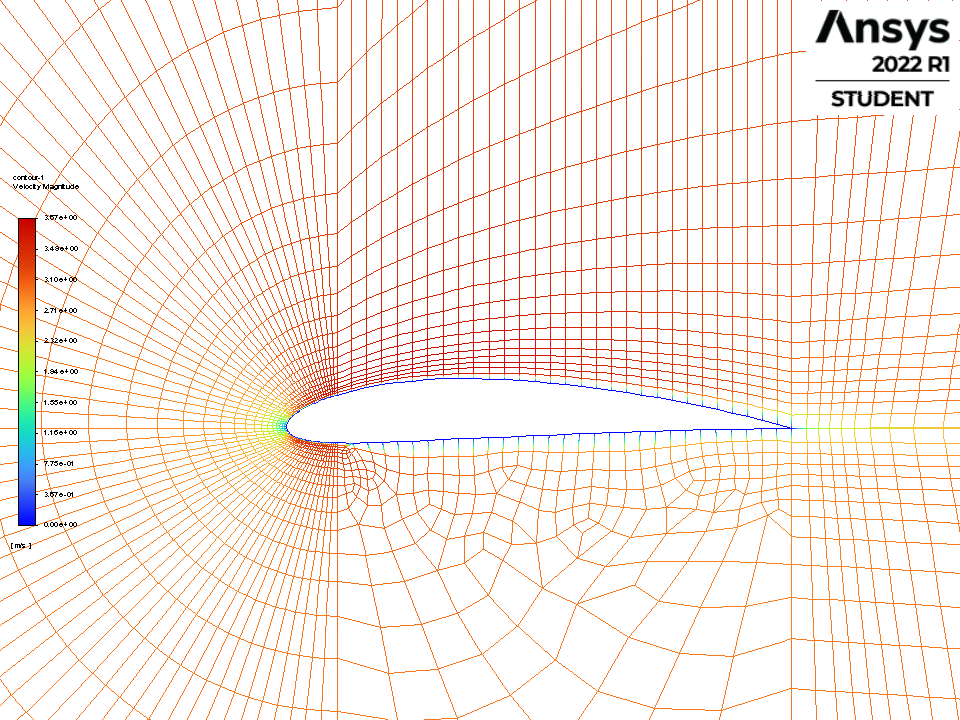 Ansys
2022 R1
STUDENT
contour-1
Velocity Magnitude
3.87e+00
3.49e+00
3.10e+00
2.71e+00
2.32e+00
1.94e+00
1.55e+00
1.16e+00
7.75e-01
3.87e-01
0.00e+00
[ m/s ]